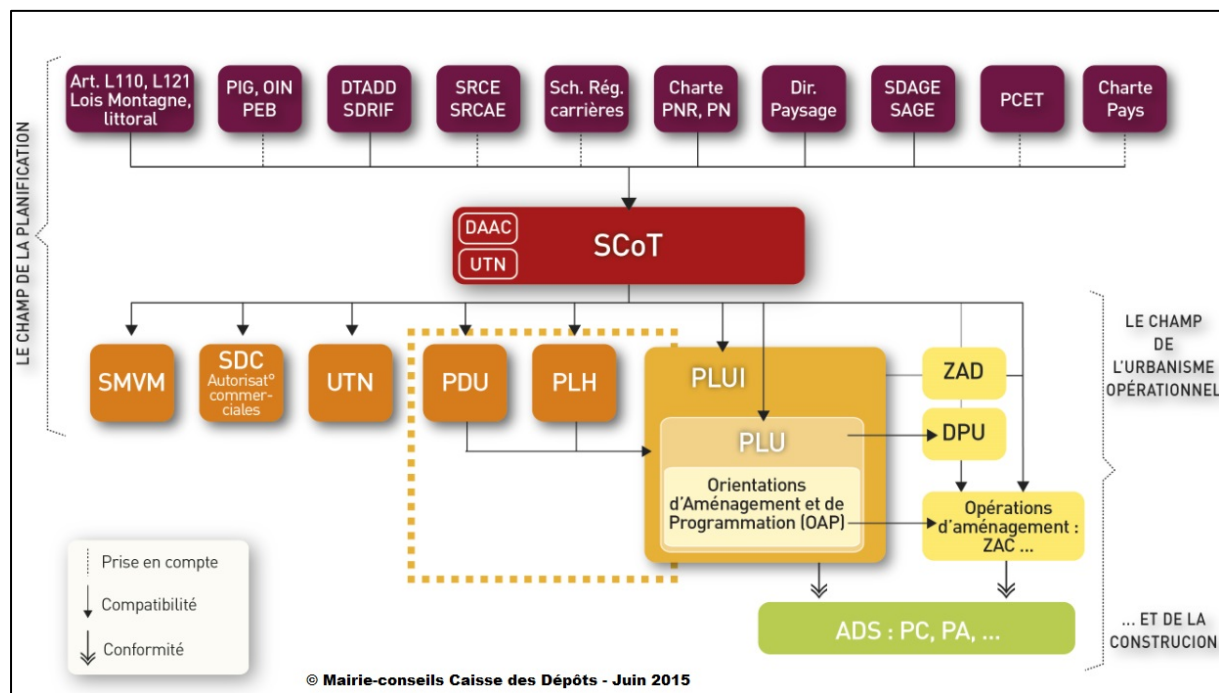 LE CHAMP DE LA PLANIFICATION
Art. L110, L121
Lois Montagne,
littoral
PIG, OIN
PEB
DTADD
SDRIF
SRCE
SRCAE
Sch. Rég.
carrières
Charte
PNR, PN
Dir.
Paysage
SDAGE
SAGE
PCET
Charte
Pays
DAAC
UTN
SCoT
SMVM
SDC
Autorisat°
commer-
ciales
UTN
PDU
PLH
PLUI
PLU
Orientations
d'Aménagement et de
Programmation (OAP)
ZAD
DPU
Opérations
d'aménagement :
ZAC ...
LE CHAMP
DE
L'URBANISME
OPÉRATIONNEL
... ET DE LA
CONSTRUCION
ADS : PC, PA, ...
Prise en compte
Compatibilité
Conformité
© Mairie-conseils Caisse des Dépôts - Juin 2015